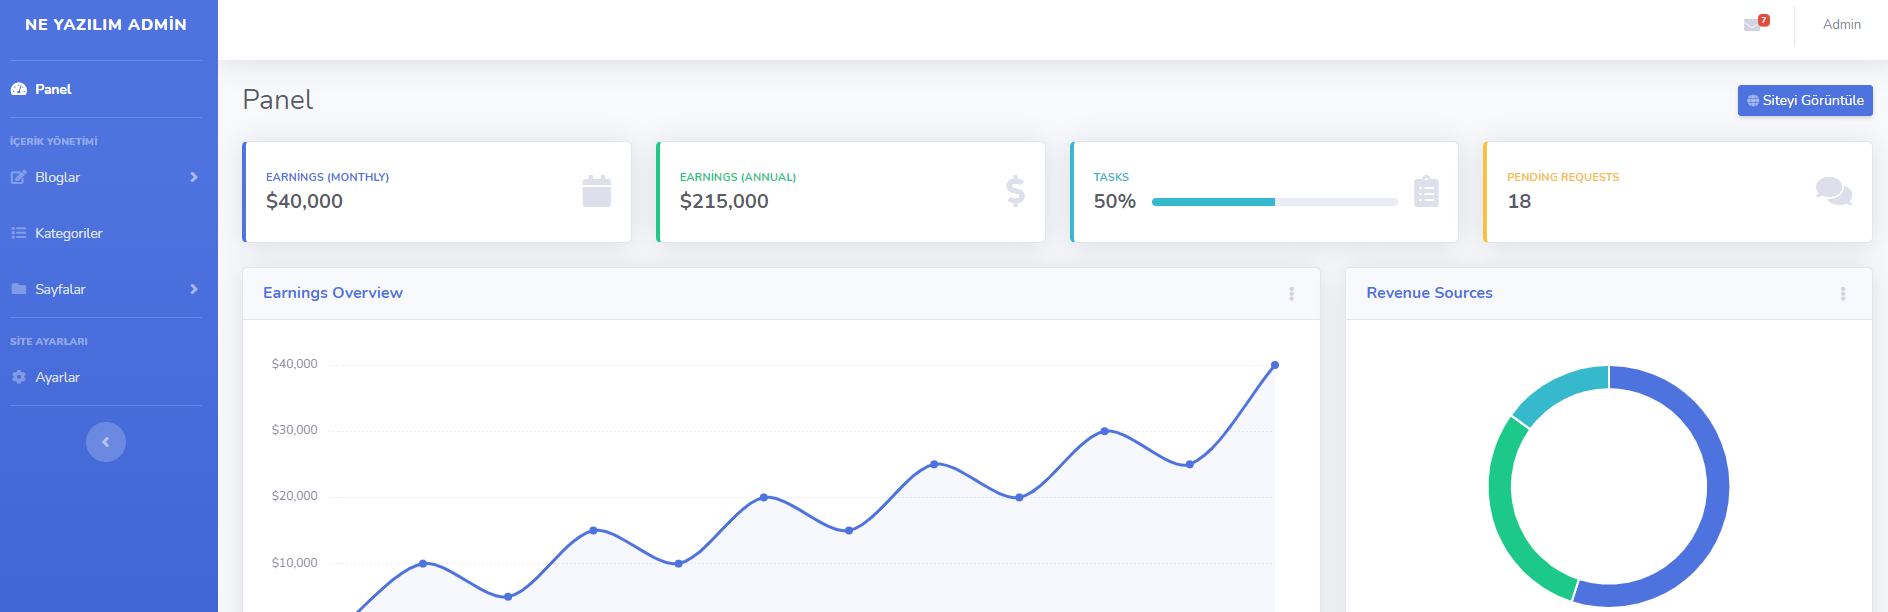 NE YAZILIM ADMİN
7
Admin
Panel
İÇERİK YÖNETİMİ
Bloglar
Kategoriler
Sayfalar
SİTE AYARLARI
Ayarlar
Panel
Siteyi Görüntüle
EARNİNGS (MONTHLY)
$40,000
EARNİNGS (ANNUAL)
$215,000
TASKS
50%
PENDİNG REQUESTS
18
Earnings Overview
$40,000
$30,000
$20,000
$10,000
Revenue Sources